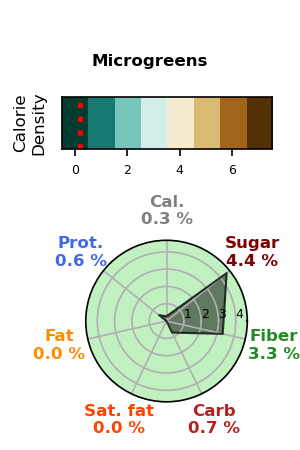 Microgreens
Calorie
Density
0 2 4 6
Cal.
0.3 %
Prot.
0.6 %
Sugar
4.4 %
1 2 3 4
Fat
0.0 %
Fiber
3.3 %
Sat. fat
0.0 %
Carb
0.7 %